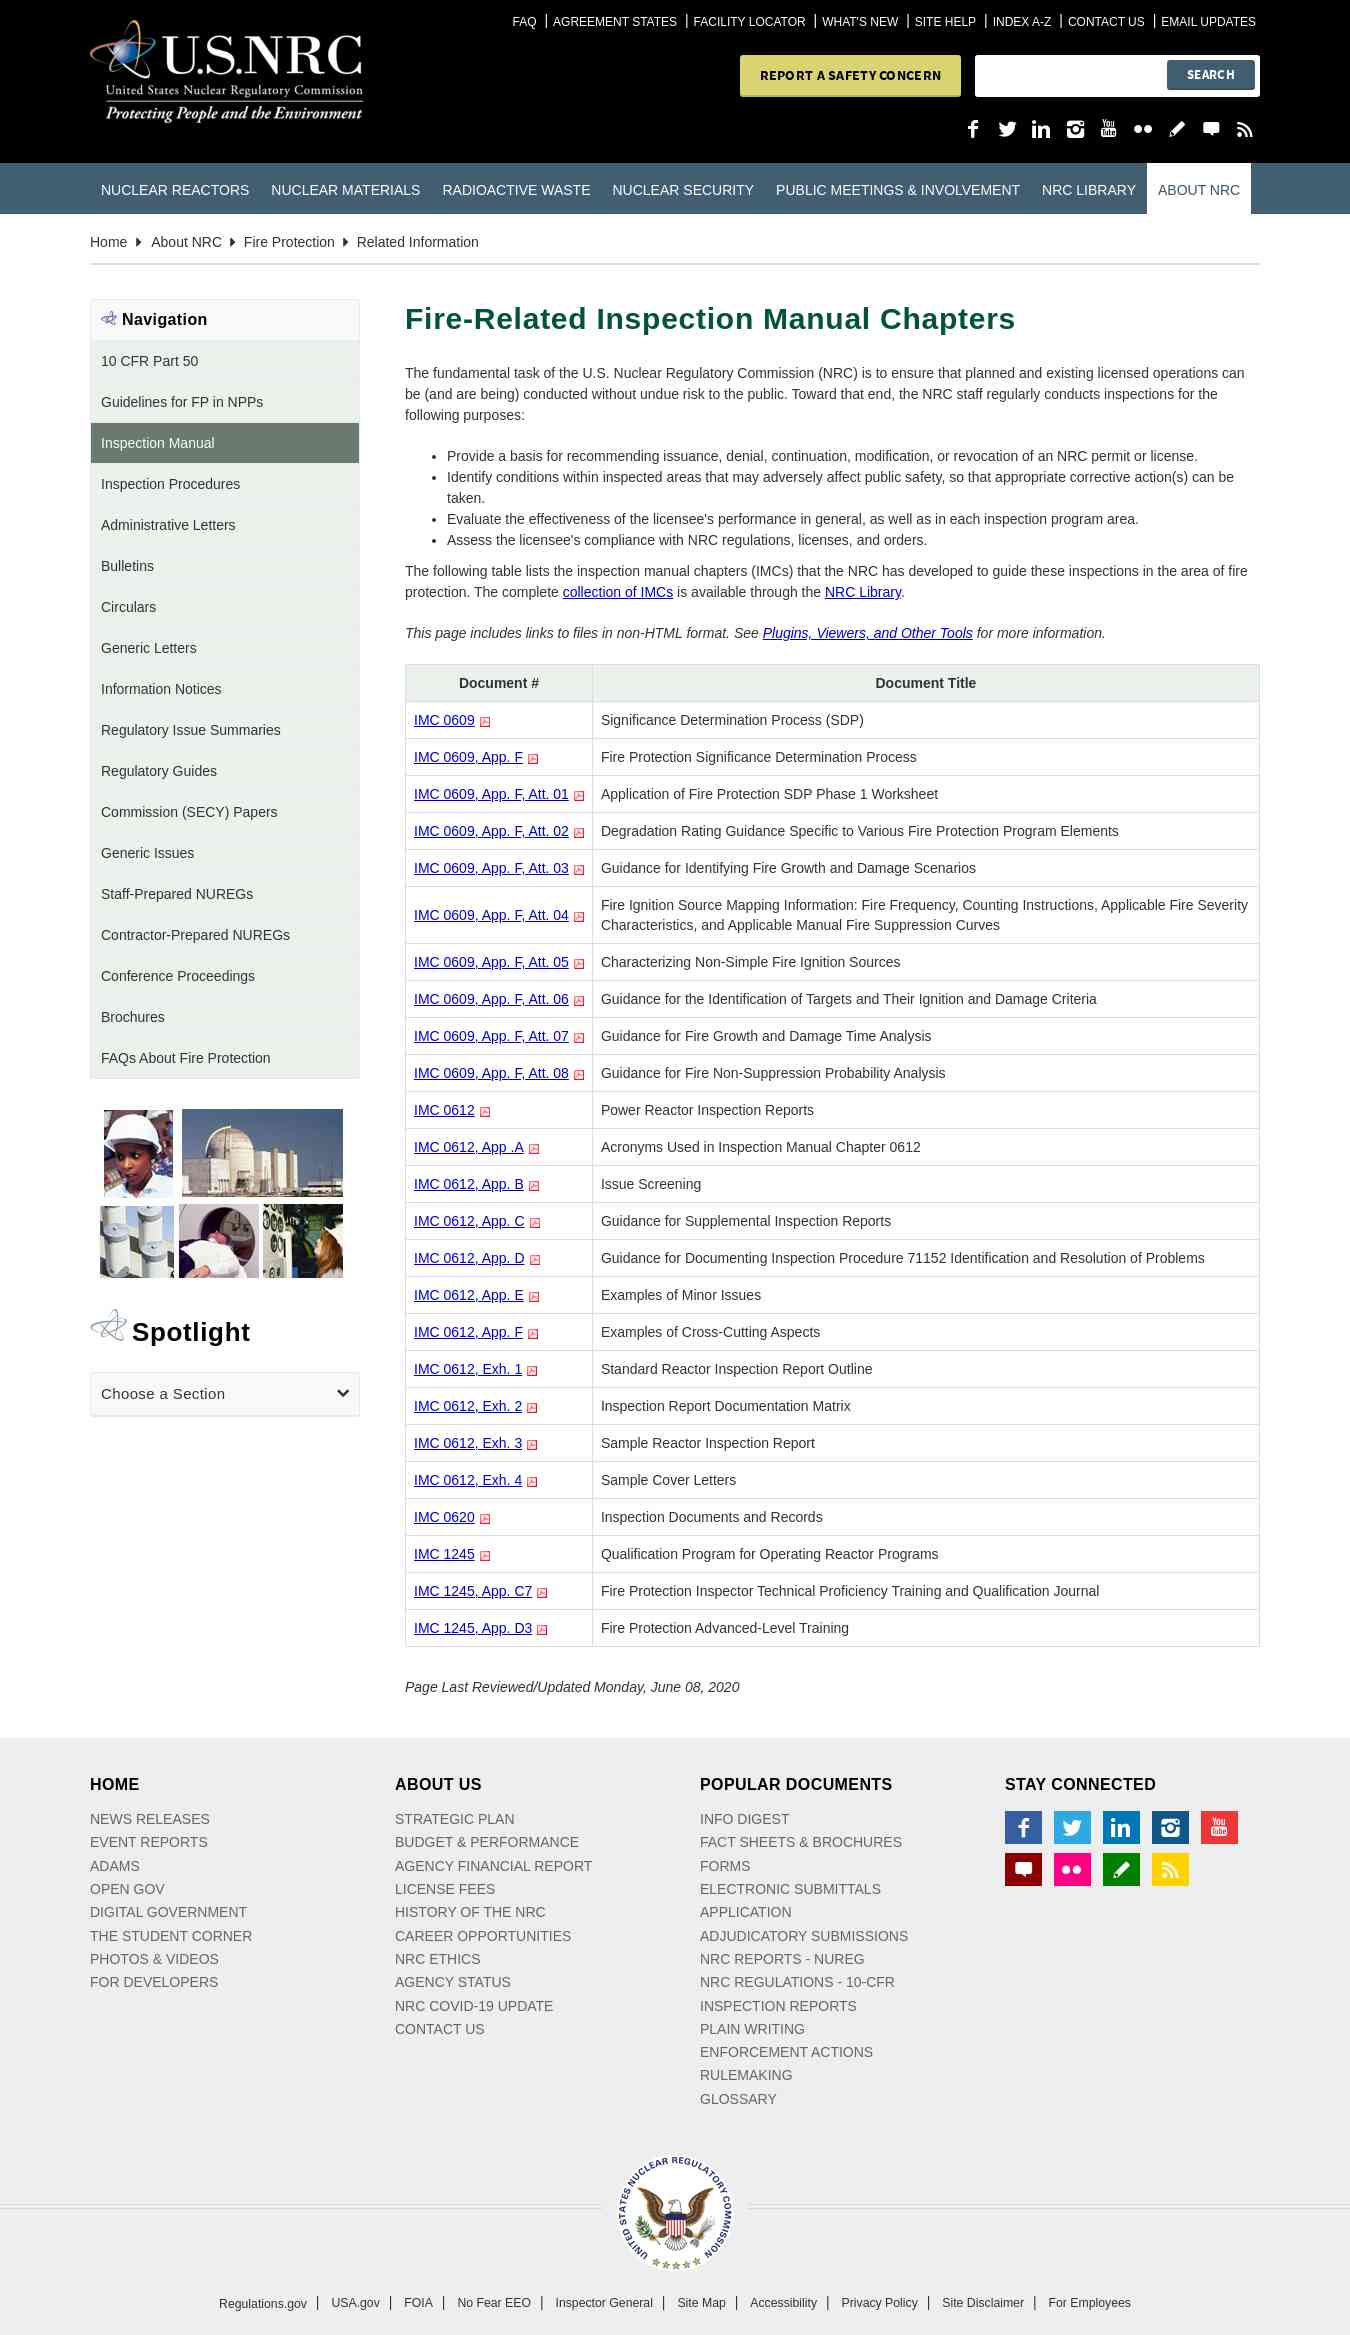 FAQ | AGREEMENT STATES | FACILITY LOCATOR | WHAT'S NEW | SITE HELP | INDEX A-Z | CONTACT US | EMAIL UPDATES
U.S.NRC
United States Nuclear Regulatory Commission
Protecting People and the Environment
REPORT A SAFETY CONCERN
SEARCH
NUCLEAR REACTORS NUCLEAR MATERIALS RADIOACTIVE WASTE NUCLEAR SECURITY PUBLIC MEETINGS & INVOLVEMENT NRC LIBRARY ABOUT NRC
Home About NRC Fire Protection Related Information
Navigation
10 CFR Part 50
Guidelines for FP in NPPs
Inspection Manual
Inspection Procedures
Administrative Letters
Bulletins
Circulars
Generic Letters
Information Notices
Regulatory Issue Summaries
Regulatory Guides
Commission (SECY) Papers
Generic Issues
Staff-Prepared NUREGs
Contractor-Prepared NUREGs
Conference Proceedings
Brochures
FAQs About Fire Protection
Spotlight
Choose a Section
Fire-Related Inspection Manual Chapters
The fundamental task of the U.S. Nuclear Regulatory Commission (NRC) is to ensure that planned and existing licensed operations can
be (and are being) conducted without undue risk to the public. Toward that end, the NRC staff regularly conducts inspections for the
following purposes:
• Provide a basis for recommending issuance, denial, continuation, modification, or revocation of an NRC permit or license.
• Identify conditions within inspected areas that may adversely affect public safety, so that appropriate corrective action(s) can be
taken.
• Evaluate the effectiveness of the licensee's performance in general, as well as in each inspection program area.
• Assess the licensee's compliance with NRC regulations, licenses, and orders.
The following table lists the inspection manual chapters (IMCs) that the NRC has developed to guide these inspections in the area of fire
protection. The complete collection of IMCs is available through the NRC Library.
This page includes links to files in non-HTML format. See Plugins, Viewers, and Other Tools for more information.
Document # Document Title
IMC 0609 Significance Determination Process (SDP)
IMC 0609, App. F Fire Protection Significance Determination Process
IMC 0609, App. F, Att. 01 Application of Fire Protection SDP Phase 1 Worksheet
IMC 0609, App. F, Att. 02 Degradation Rating Guidance Specific to Various Fire Protection Program Elements
IMC 0609, App. F, Att. 03 Guidance for Identifying Fire Growth and Damage Scenarios
IMC 0609, App. F, Att. 04 Fire Ignition Source Mapping Information: Fire Frequency, Counting Instructions, Applicable Fire Severity
Characteristics, and Applicable Manual Fire Suppression Curves
IMC 0609, App. F, Att. 05 Characterizing Non-Simple Fire Ignition Sources
IMC 0609, App. F, Att. 06 Guidance for the Identification of Targets and Their Ignition and Damage Criteria
IMC 0609, App. F, Att. 07 Guidance for Fire Growth and Damage Time Analysis
IMC 0609, App. F, Att. 08 Guidance for Fire Non-Suppression Probability Analysis
IMC 0612 Power Reactor Inspection Reports
IMC 0612, App .A Acronyms Used in Inspection Manual Chapter 0612
IMC 0612, App. B Issue Screening
IMC 0612, App. C Guidance for Supplemental Inspection Reports
IMC 0612, App. D Guidance for Documenting Inspection Procedure 71152 Identification and Resolution of Problems
IMC 0612, App. E Examples of Minor Issues
IMC 0612, App. F Examples of Cross-Cutting Aspects
IMC 0612, Exh. 1 Standard Reactor Inspection Report Outline
IMC 0612, Exh. 2 Inspection Report Documentation Matrix
IMC 0612, Exh. 3 Sample Reactor Inspection Report
IMC 0612, Exh. 4 Sample Cover Letters
IMC 0620 Inspection Documents and Records
IMC 1245 Qualification Program for Operating Reactor Programs
IMC 1245, App. C7 Fire Protection Inspector Technical Proficiency Training and Qualification Journal
IMC 1245, App. D3 Fire Protection Advanced-Level Training
Page Last Reviewed/Updated Monday, June 08, 2020
HOME
NEWS RELEASES
EVENT REPORTS
ADAMS
OPEN GOV
DIGITAL GOVERNMENT
THE STUDENT CORNER
PHOTOS & VIDEOS
FOR DEVELOPERS
ABOUT US
STRATEGIC PLAN
BUDGET & PERFORMANCE
AGENCY FINANCIAL REPORT
LICENSE FEES
HISTORY OF THE NRC
CAREER OPPORTUNITIES
NRC ETHICS
AGENCY STATUS
NRC COVID-19 UPDATE
CONTACT US
POPULAR DOCUMENTS
INFO DIGEST
FACT SHEETS & BROCHURES
FORMS
ELECTRONIC SUBMITTALS
APPLICATION
ADJUDICATORY SUBMISSIONS
NRC REPORTS - NUREG
NRC REGULATIONS - 10-CFR
INSPECTION REPORTS
PLAIN WRITING
ENFORCEMENT ACTIONS
RULEMAKING
GLOSSARY
STAY CONNECTED
You Tube
UNITED STATES NUCLEAR REGULATORY COMMISSION
Regulations.gov | USA.gov | FOIA | No Fear EEO | Inspector General | Site Map | Accessibility | Privacy Policy | Site Disclaimer | For Employees